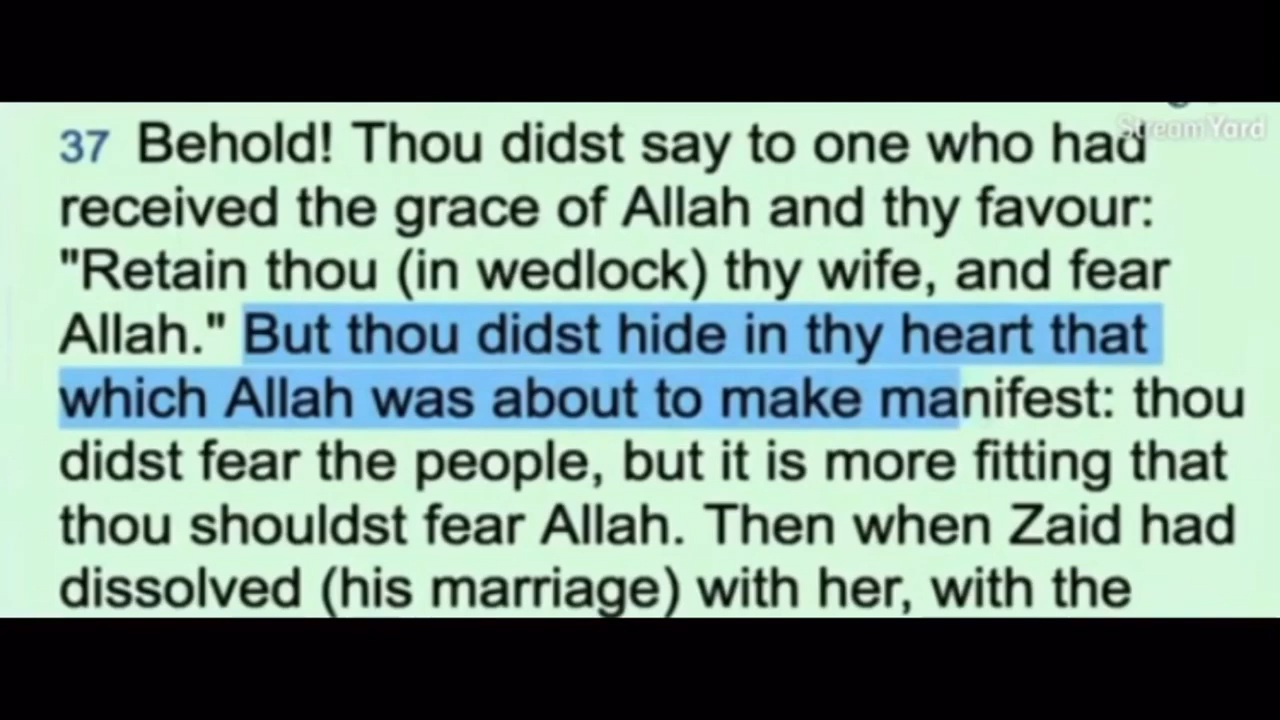 StreamYard
37 Behold! Thou didst say to one who had
received the grace of Allah and thy favour:
"Retain thou (in wedlock) thy wife, and fear
Allah." But thou didst hide in thy heart that
which Allah was about to make manifest: thou
didst fear the people, but it is more fitting that
thou shouldst fear Allah. Then when Zaid had
dissolved (his marriage) with her, with the